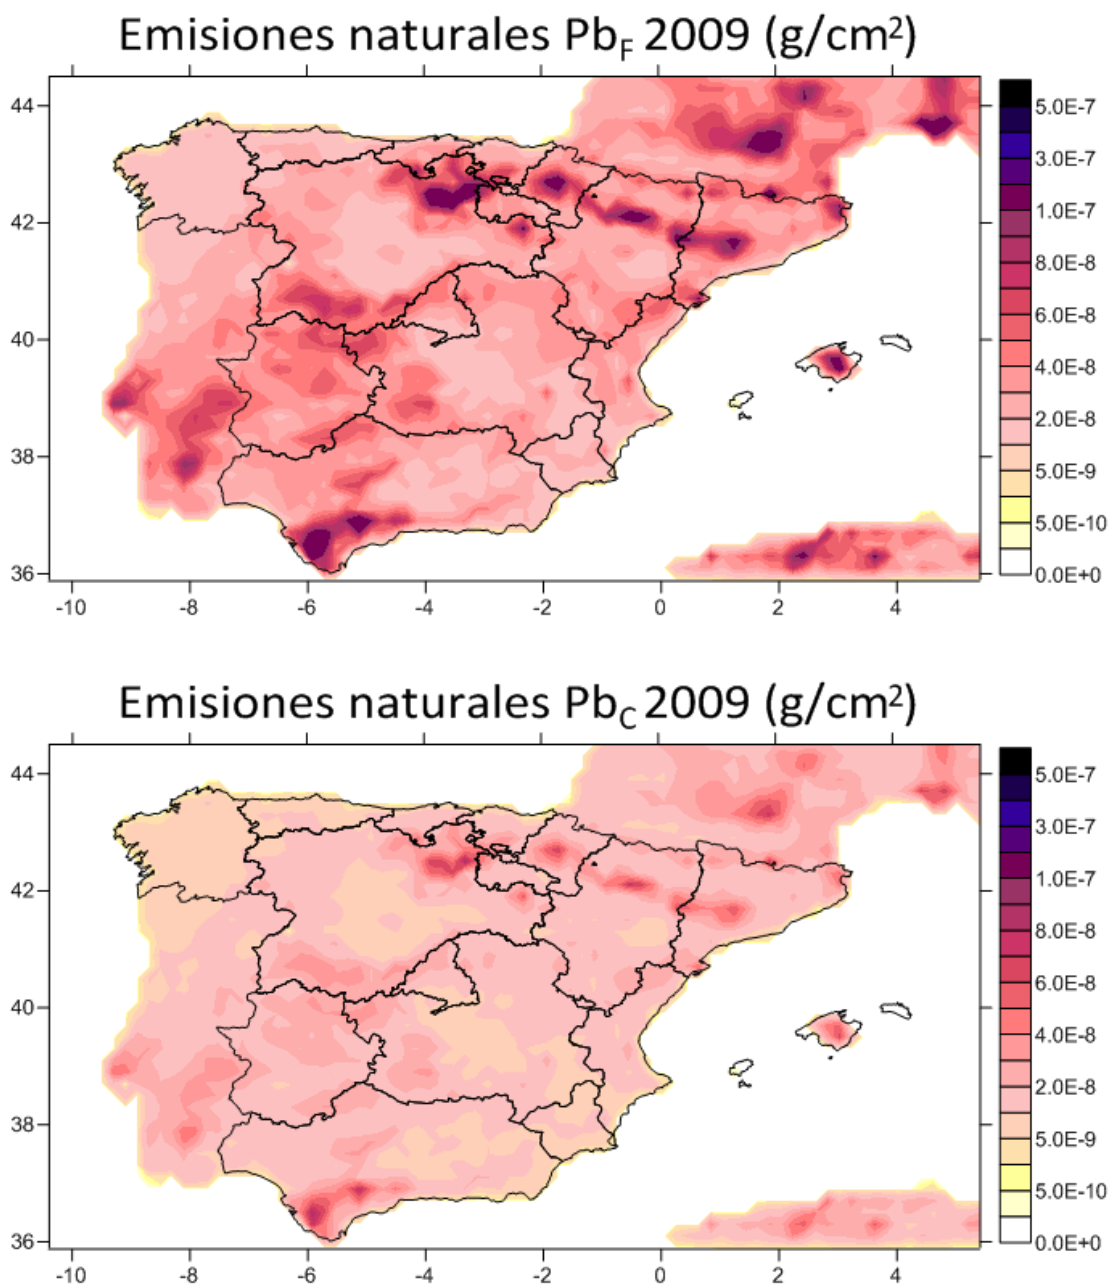 Emisiones naturales PbF 2009 (g/cm²)
44
42
40
38
36
-10 -8 -6 -4 -2 0 2 4
5.0E-7
3.0E-7
1.0E-7
8.0E-8
6.0E-8
4.0E-8
2.0E-8
5.0E-9
5.0E-10
0.0E+0
Emisiones naturales PbC 2009 (g/cm²)
44
42
40
38
36
-10 -8 -6 -4 -2 0 2 4
5.0E-7
3.0E-7
1.0E-7
8.0E-8
6.0E-8
4.0E-8
2.0E-8
5.0E-9
5.0E-10
0.0E+0